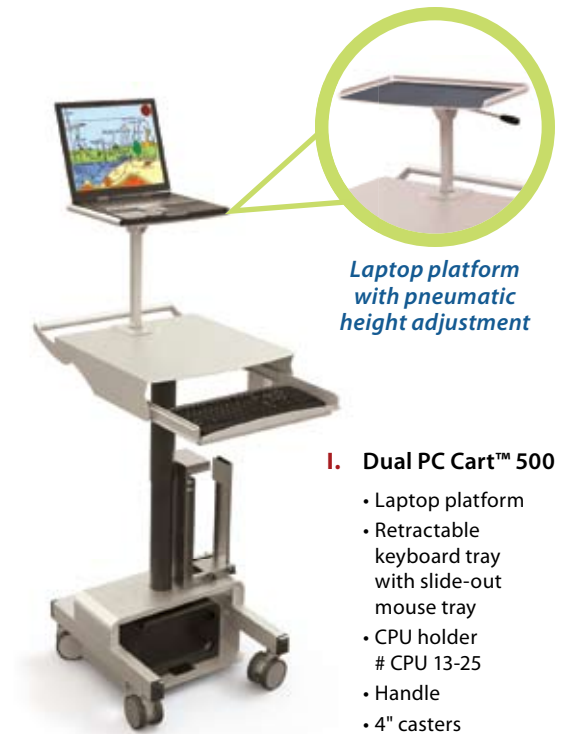 Laptop platform
with pneumatic
height adjustment
I. Dual PC Cart™ 500
• Laptop platform
• Retractable
keyboard tray
with slide-out
mouse tray
• CPU holder
# CPU 13-25
• Handle
• 4" casters